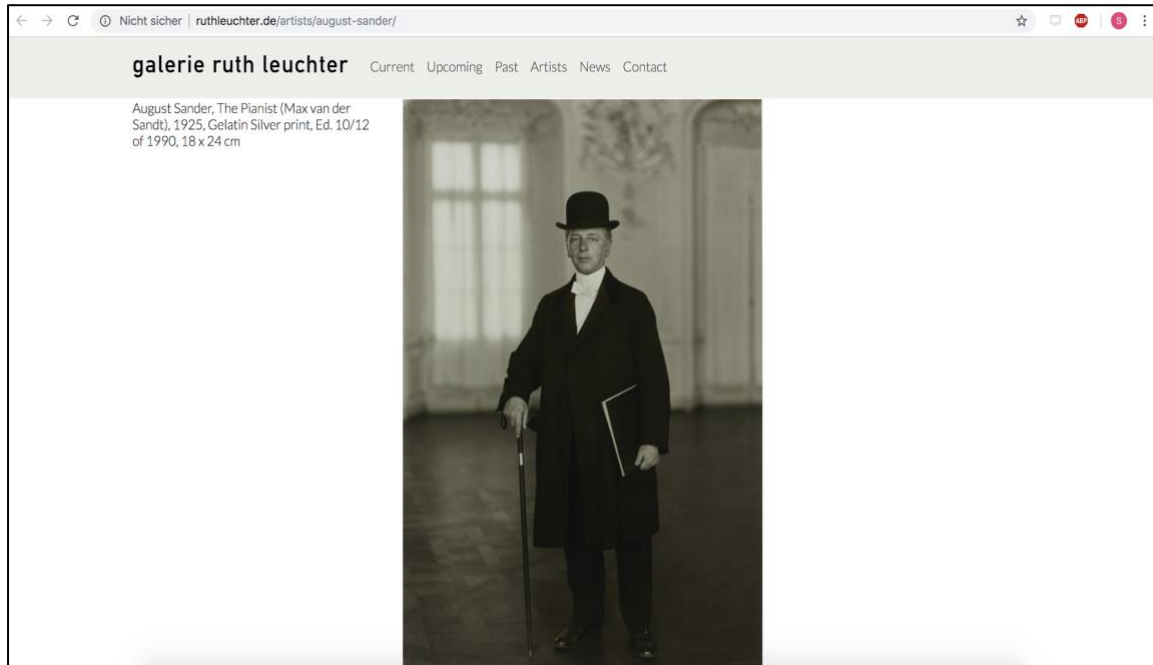 Nicht sicher | ruthleuchter.de/artists/august-sander/
ABP
S
galerie ruth leuchter Current Upcoming Past Artists News Contact
August Sander, The Pianist (Max van der
Sandt), 1925, Gelatin Silver print, Ed. 10/12
of 1990, 18 x 24 cm